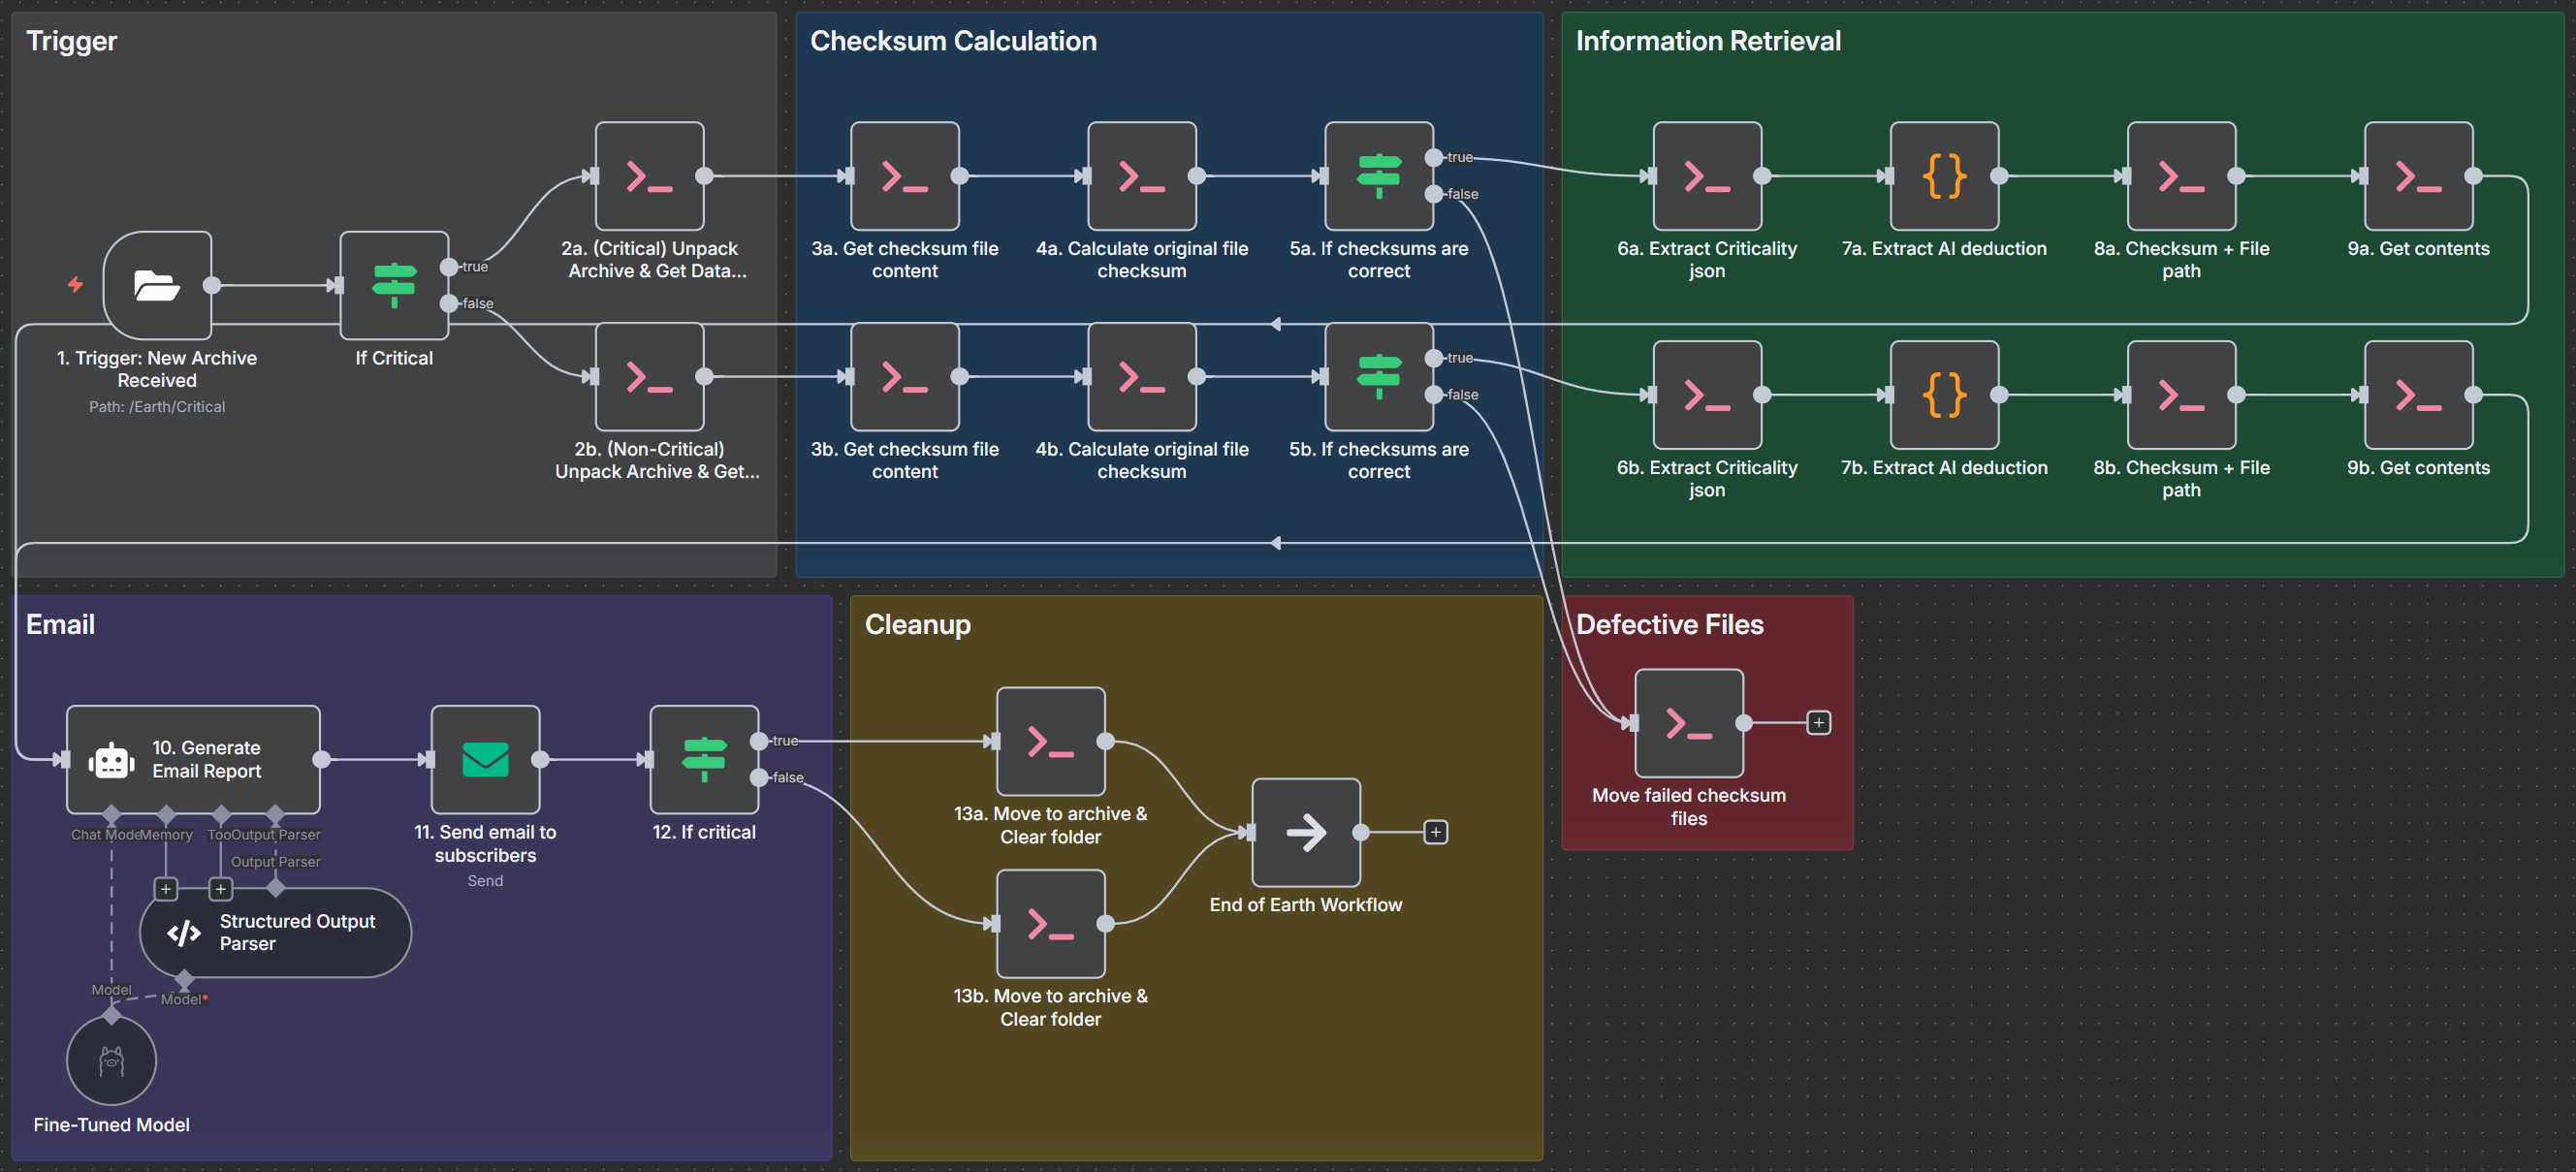 Trigger
Checksum Calculation
Information Retrieval
true
false
true
false
true
false
1. Trigger: New Archive
Received
Path: /Earth/Critical
If Critical
2a. (Critical) Unpack
Archive & Get Data...
2b. (Non-Critical)
Unpack Archive & Get...
3a. Get checksum file
content
4a. Calculate original file
checksum
5a. If checksums are
correct
3b. Get checksum file
content
4b. Calculate original file
checksum
5b. If checksums are
correct
6a. Extract Criticality
json
7a. Extract AI deduction
8a. Checksum + File
path
9a. Get contents
6b. Extract Criticality
json
7b. Extract AI deduction
8b. Checksum + File
path
9b. Get contents
Email
10. Generate
Email Report
Chat Mode
Memory
Too
Output Parser
Output Parser
Structured Output
Parser
Model
Model*
Fine-Tuned Model
11. Send email to
subscribers
Send
12. If critical
true
false
Cleanup
13a. Move to archive &
Clear folder
13b. Move to archive &
Clear folder
End of Earth Workflow
Defective Files
Move failed checksum
files